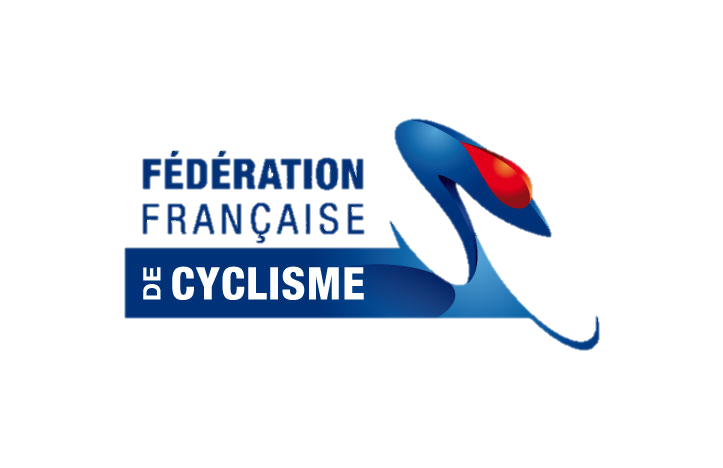 FÉDÉRATION
FRANÇAISE
DE CYCLISME